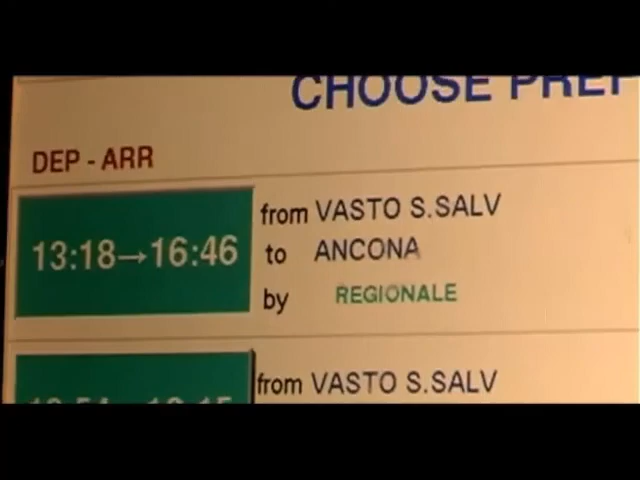 CHOOSE
DEP - ARR
13:18→16:46
from VASTO S.SALV
to ANCONA
by REGIONALE
from VASTO S.SALV